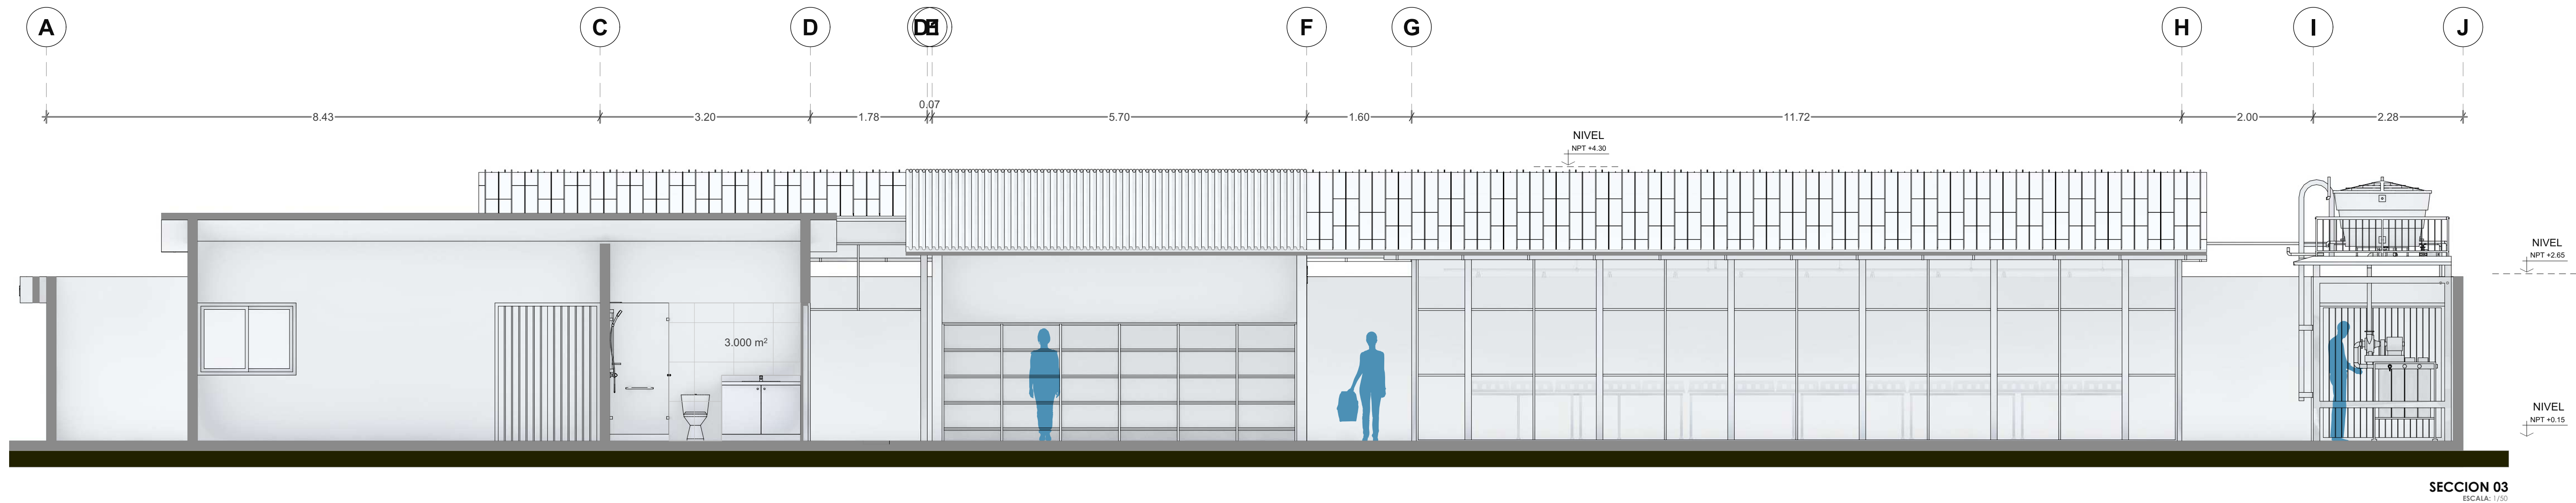 A C D D' E F G H I J
0.07
8.43 3.20 1.78 5.70 1.60 11.72 2.00 2.28
NIVEL
NPT +4.30
NIVEL
NPT +2.65
3.000 m²
NIVEL
NPT +0.15
SECCION 03
ESCALA: 1/50